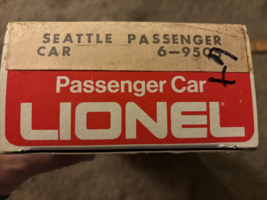 SEATTLE PASSENGER
CAR 6-950
Passenger Car
LIONEL